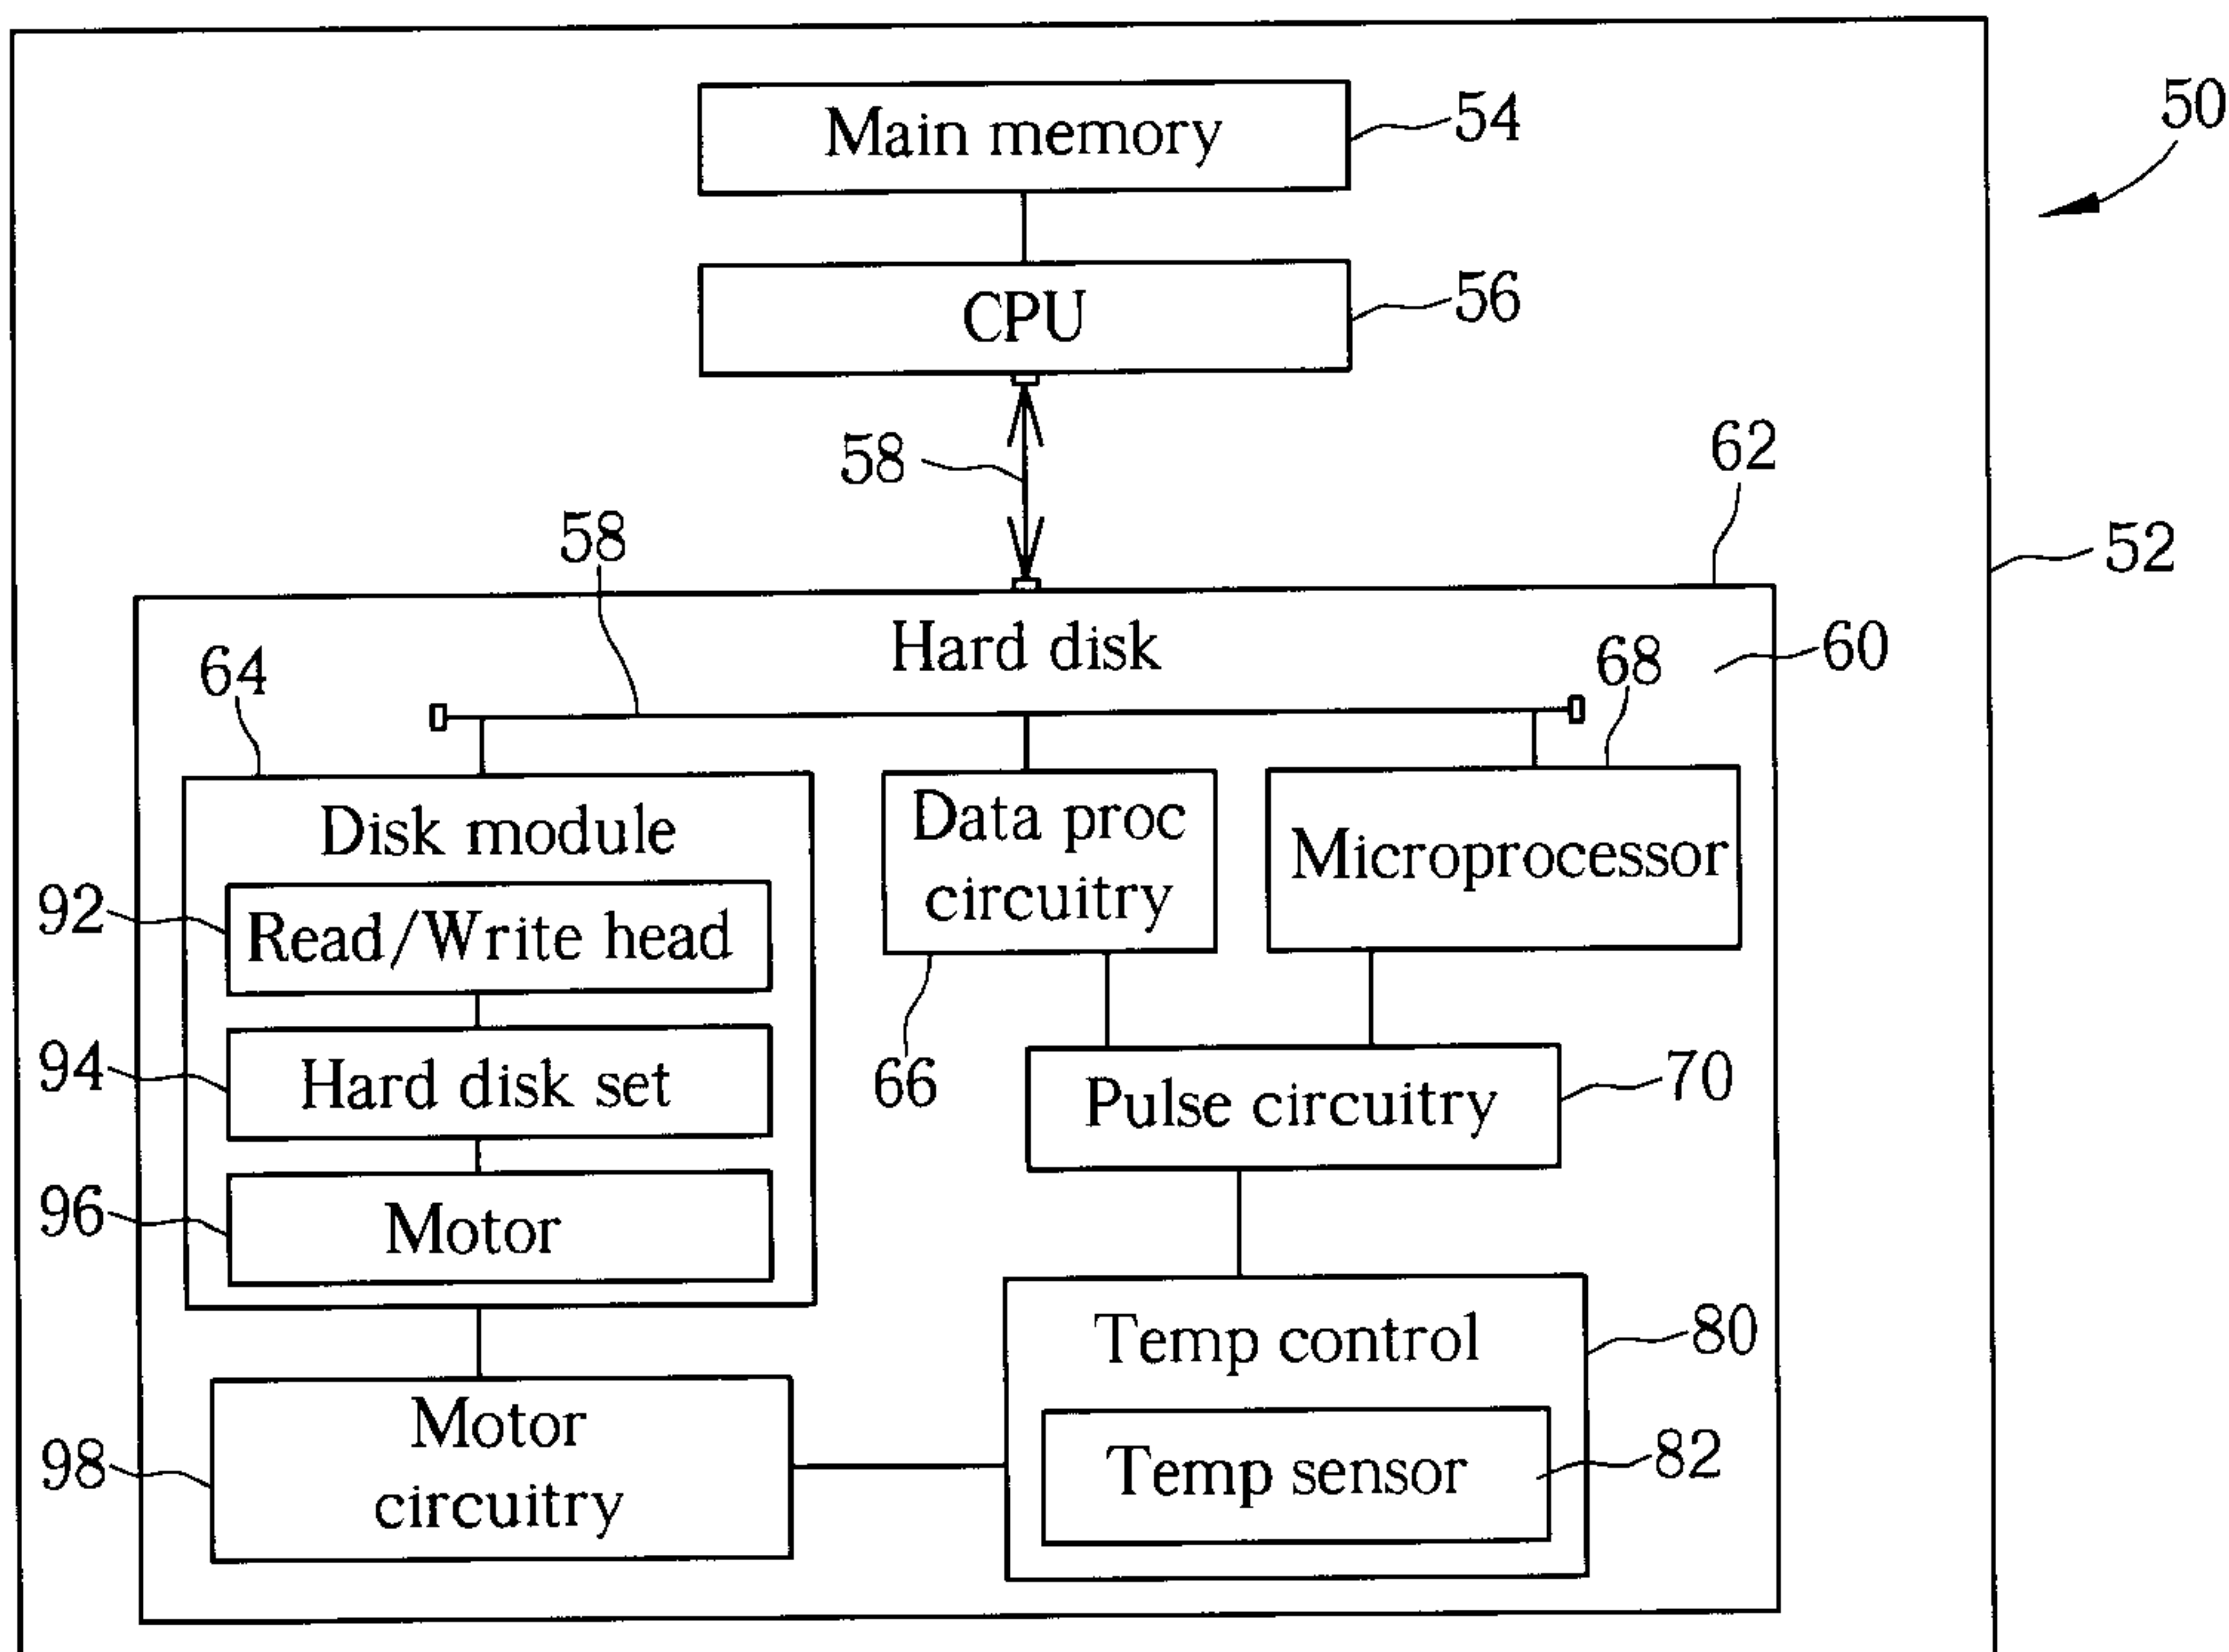 50
Main memory
54
CPU
56
58
62
58
52
Hard disk
60
64
68
Disk module
Data proc
circuitry
Microprocessor
92
Read/Write head
94
Hard disk set
66
Pulse circuitry
70
96
Motor
Temp control
80
Motor
circuitry
98
Temp sensor
82